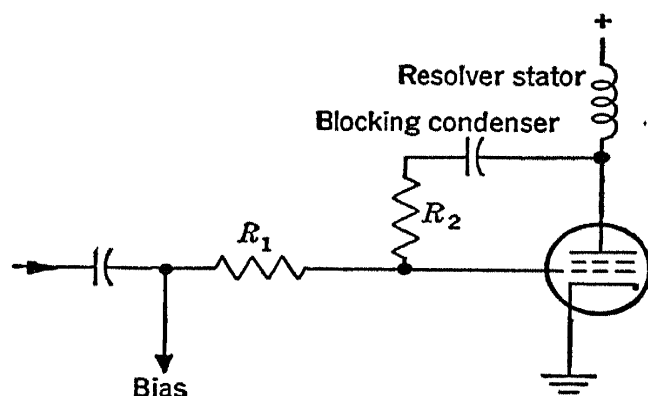 +
Resolver stator
Blocking condenser
R₂
R₁
Bias